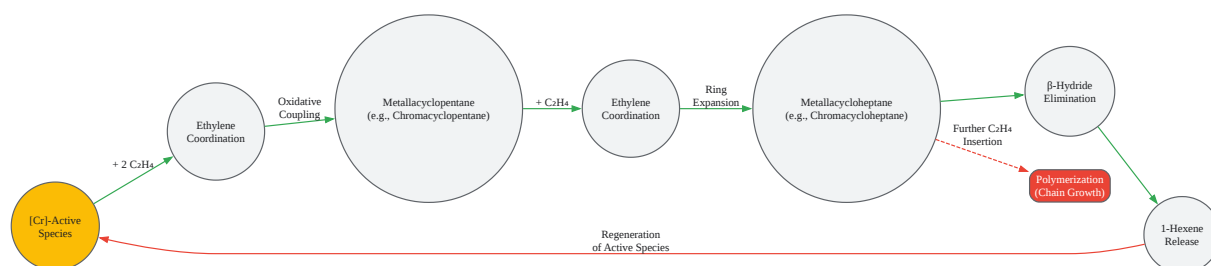 [Cr]-Active
Species
+ 2 C₂H₄
Ethylene
Coordination
Oxidative
Coupling
Metallacyclopentane
(e.g., Chromacyclopentane)
+ C₂H₄
Ethylene
Coordination
Ring
Expansion
Metallacycloheptane
(e.g., Chromacycloheptane)
β-Hydride
Elimination
Further C₂H₄
Insertion
Polymerization
(Chain Growth)
1-Hexene
Release
Regeneration
of Active Species